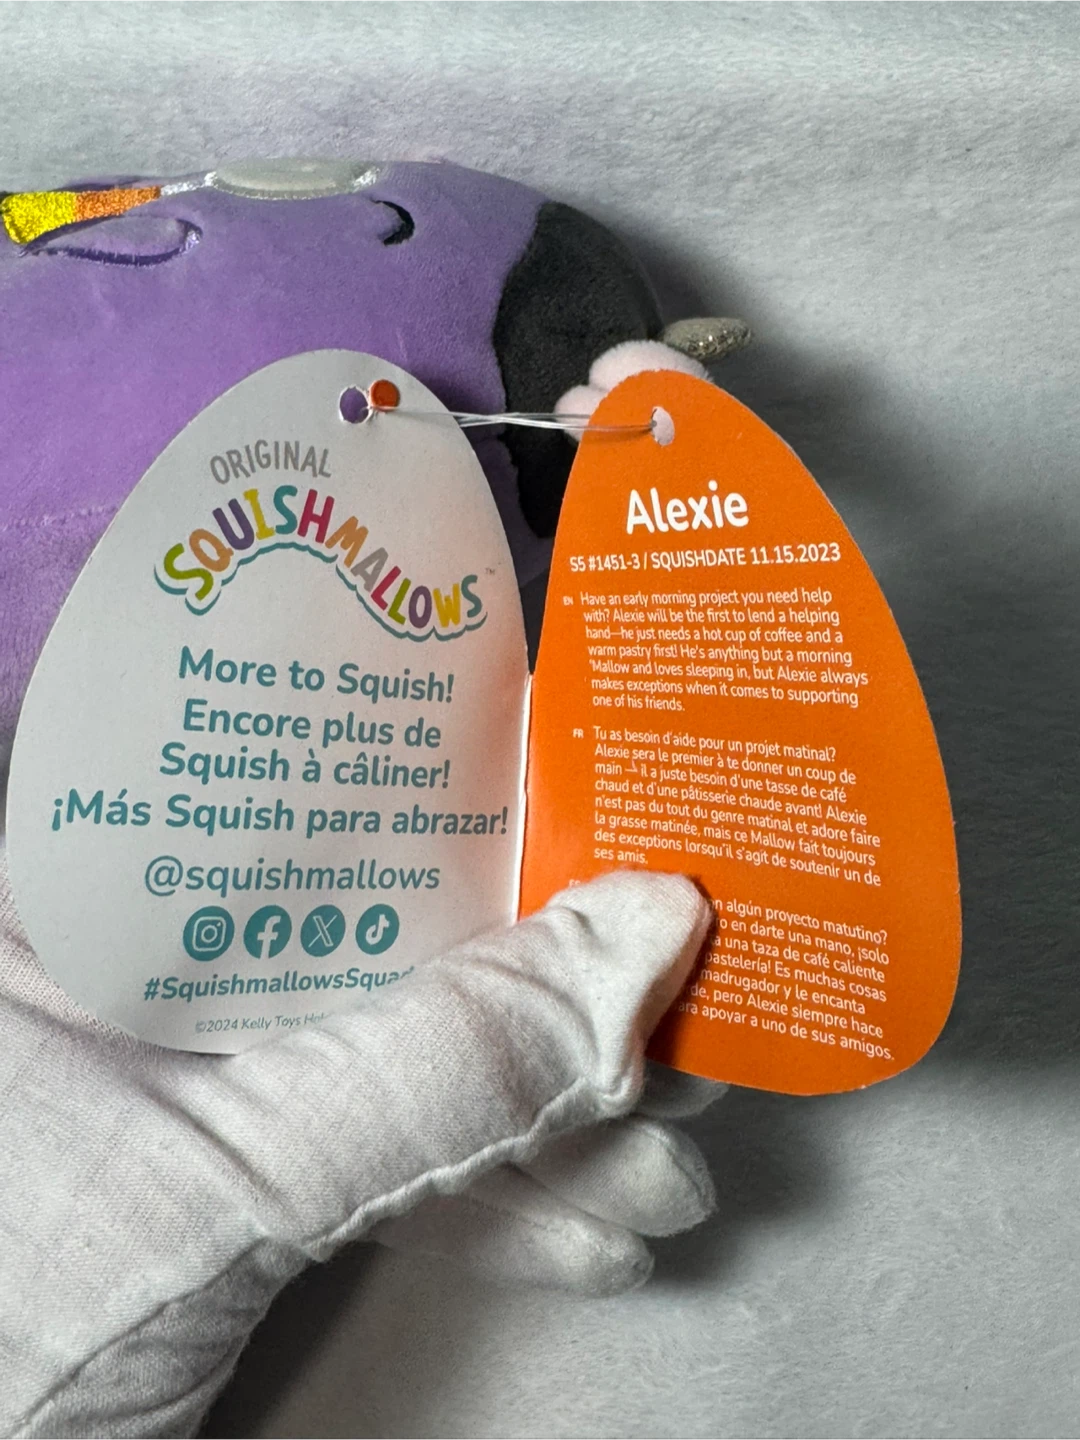 ORIGINAL
SQUISHMALLOWS™
More to Squish!
Encore plus de
Squish à câliner!
¡Más Squish para abrazar!
@squishmallows
#SquishmallowsSquad
©2024 Kelly Toys
Alexie
S5 #1451-3 / SQUISHDATE 11.15.2023
EN Have an early morning project you need help
with? Alexie will be the first to lend a helping
hand—he just needs a hot cup of coffee and a
warm pastry first! He's anything but a morning
'Mallow and loves sleeping in, but Alexie always
makes exceptions when it comes to supporting
one of his friends.
FR Tu as besoin d'aide pour un projet matinal?
Alexie sera le premier à te donner un coup de
main — il a juste besoin d'une tasse de café
chaud et d'une pâtisserie chaude avant! Alexie
n'est pas du tout du genre matinal et adore faire
la grasse matinée, mais ce Mallow fait toujours
des exceptions lorsqu'il s'agit de soutenir un de
ses amis.
algún proyecto matutino?
en darte una mano, ¡solo
una taza de café caliente
pastelería! Es muchas cosas
madrugador y le encanta
pero Alexie siempre hace
apoyar a uno de sus amigos.